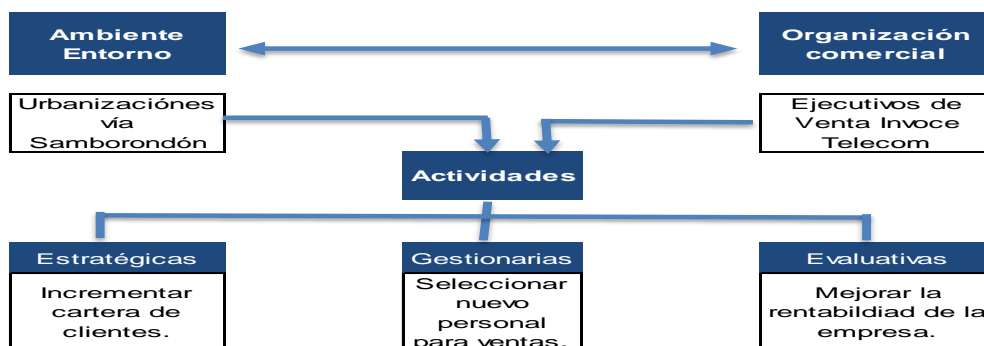 Ambiente
Entorno
Organización
comercial
Urbanizaciónes
vía
Samborondón
Ejecutivos de
Venta Invoce
Telecom
Actividades
Estratégicas
Gestionarias
Evaluativas
Incrementar
cartera de
clientes.
Seleccionar
nuevo
personal
para ventas.
Mejorar la
rentabildiad de la
empresa.